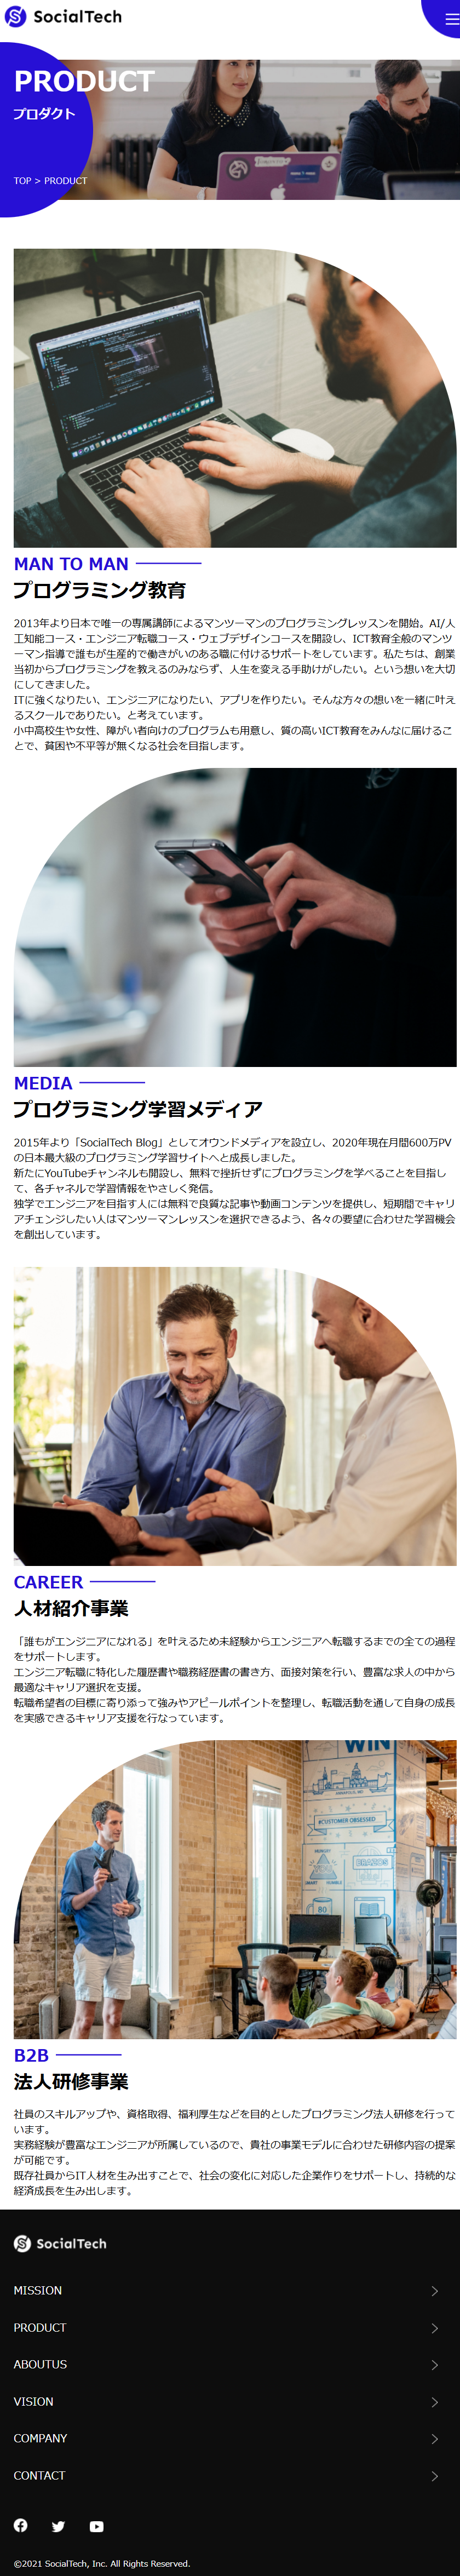 SocialTech
PRODUCT
プロダクト
TOP > PRODUCT
MAN TO MAN
プログラミング教育
2013年より日本で唯一の専属講師によるマンツーマンのプログラミングレッスンを開始。AI/人
工知能コース・エンジニア転職コース・ウェブデザインコースを開設し、ICT教育全般のマンツ
ーマン指導で誰もが生産的で働きがいのある職に付けるサポートをしています。私たちは、創業
当初からプログラミングを教えるのみならず、人生を変える手助けがしたい。という想いを大切
にしてきました。
ITに強くなりたい、エンジニアになりたい、アプリを作りたい。そんな方々の想いを一緒に叶え
るスクールでありたい。と考えています。
小中高校生や女性、障がい者向けのプログラムも用意し、質の高いICT教育をみんなに届けるこ
とで、貧困や不平等が無くなる社会を目指します。
MEDIA
プログラミング学習メディア
2015年より「SocialTech Blog」としてオウンドメディアを設立し、2020年現在月間600万PV
の日本最大級のプログラミング学習サイトへと成長しました。
新たにYouTubeチャンネルも開設し、無料で挫折せずにプログラミングを学べることを目指し
て、各チャネルで学習情報をやさしく発信。
独学でエンジニアを目指す人には無料で良質な記事や動画コンテンツを提供し、短期間でキャリ
アチェンジしたい人はマンツーマンレッスンを選択できるよう、各々の要望に合わせた学習機会
を創出しています。
CAREER
人材紹介事業
「誰もがエンジニアになれる」を叶えるため未経験からエンジニアへ転職するまでの全ての過程
をサポートします。
エンジニア転職に特化した履歴書や職務経歴書の書き方、面接対策を行い、豊富な求人の中から
最適なキャリア選択を支援。
転職希望者の目標に寄り添って強みやアピールポイントを整理し、転職活動を通して自身の成長
を実感できるキャリア支援を行なっています。
WIN
#CUSTOMER OBSESSED
BRAZOS
80
B2B
法人研修事業
社員のスキルアップや、資格取得、福利厚生などを目的としたプログラミング法人研修を行って
います。
実務経験が豊富なエンジニアが所属しているので、貴社の事業モデルに合わせた研修内容の提案
が可能です。
既存社員からIT人材を生み出すことで、社会の変化に対応した企業作りをサポートし、持続的な
経済成長を生み出します。
SocialTech
MISSION
PRODUCT
ABOUTUS
VISION
COMPANY
CONTACT
©2021 SocialTech, Inc. All Rights Reserved.